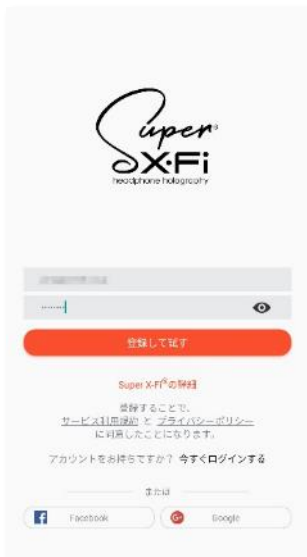 Super®
X-Fi
headphone holography
登録して試す
Super X-Fi®の詳細
登録することで、
サービス利用規約 と プライバシーポリシー
に同意したことになります。
アカウントをお持ちですか? 今すぐログインする
または
Facebook
Google